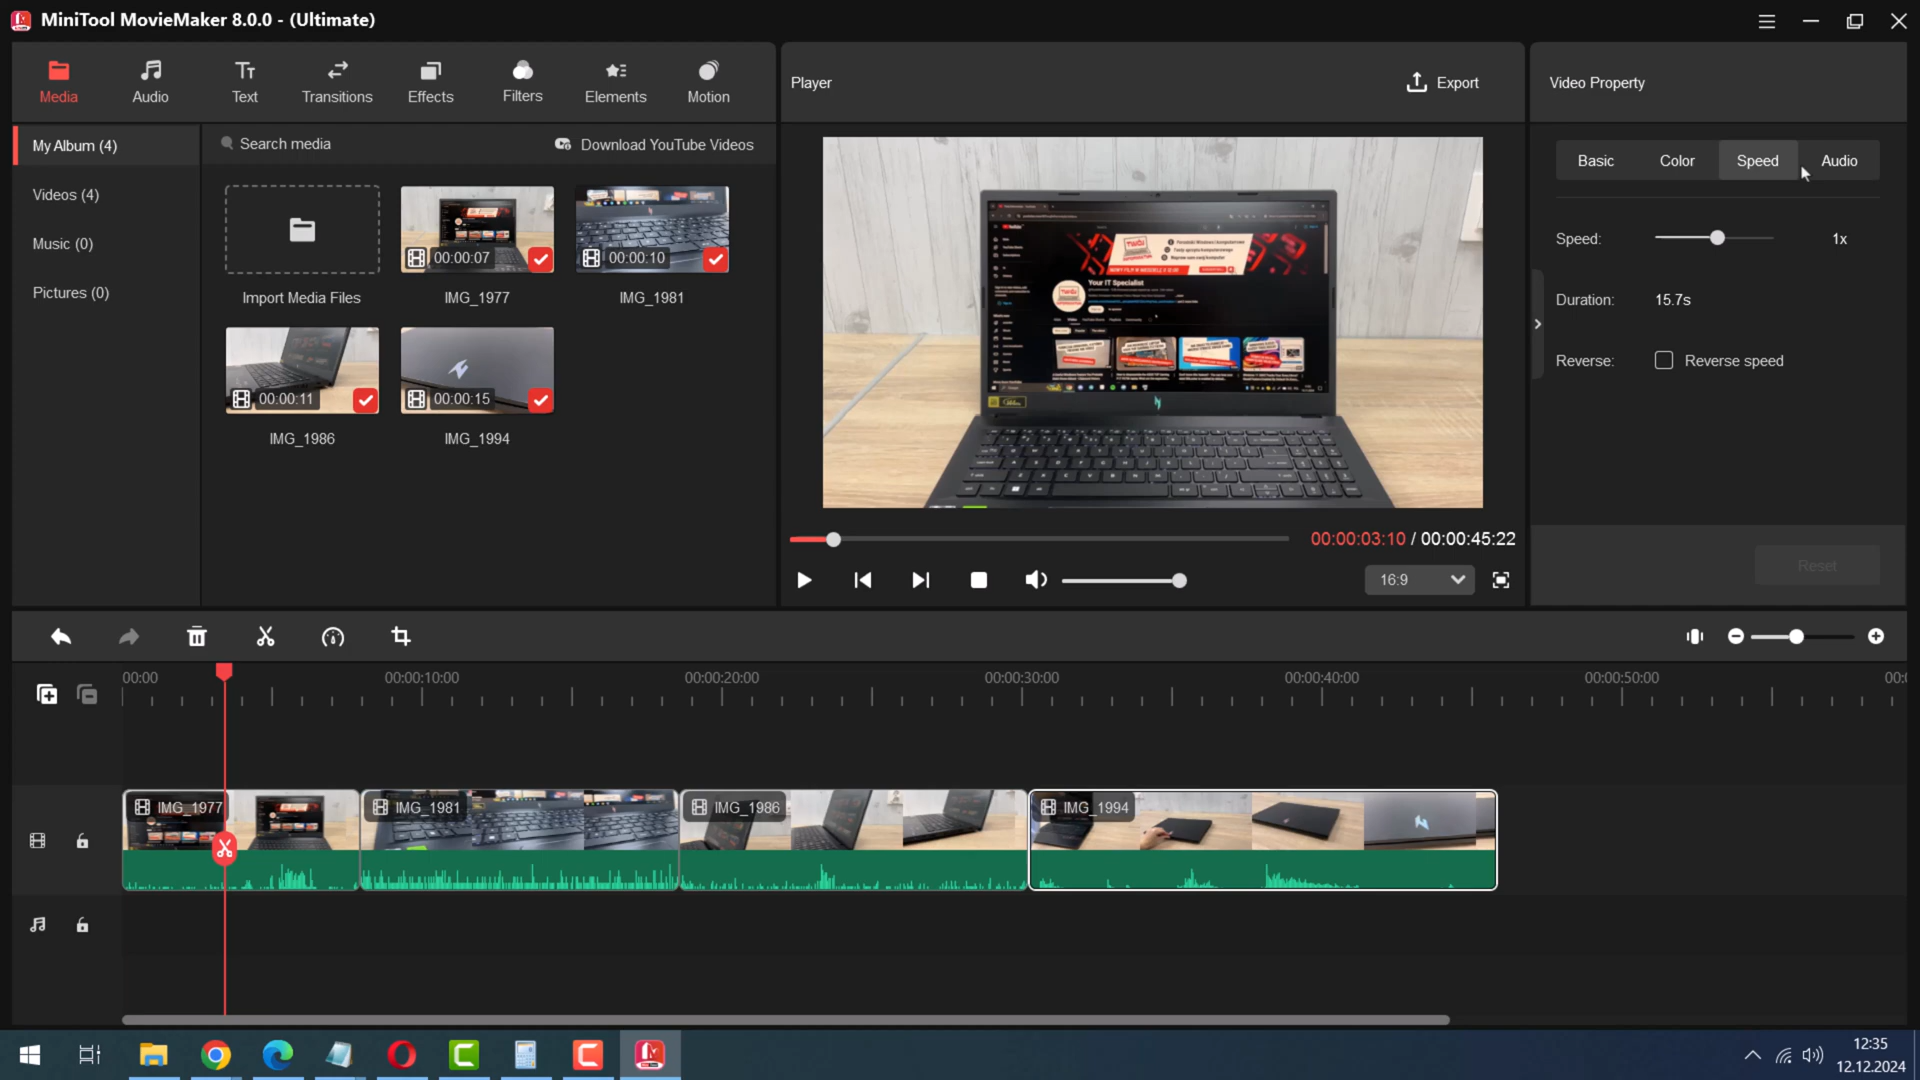 MiniTool MovieMaker 8.0.0 - (Ultimate)
Media
Audio
Text
Transitions
Effects
Filters
Elements
Motion
Player
Export
Video Property
My Album (4)
Search media
Download YouTube Videos
Basic
Color
Speed
Audio
Videos (4)
Music (0)
Pictures (0)
00:00:07
00:00:10
Import Media Files
IMG_1977
IMG_1981
00:00:11
00:00:15
IMG_1986
IMG_1994
Your IT Specialist
Speed:
1x
Duration:
15.7s
Reverse:
Reverse speed
00:00:03:10 / 00:00:45:22
16:9
Reset
00:00
00:00:10:00
00:00:20:00
00:00:30:00
00:00:40:00
00:00:50:00
IMG_1977
IMG_1981
IMG_1986
IMG_1994
12:35
12.12.2024